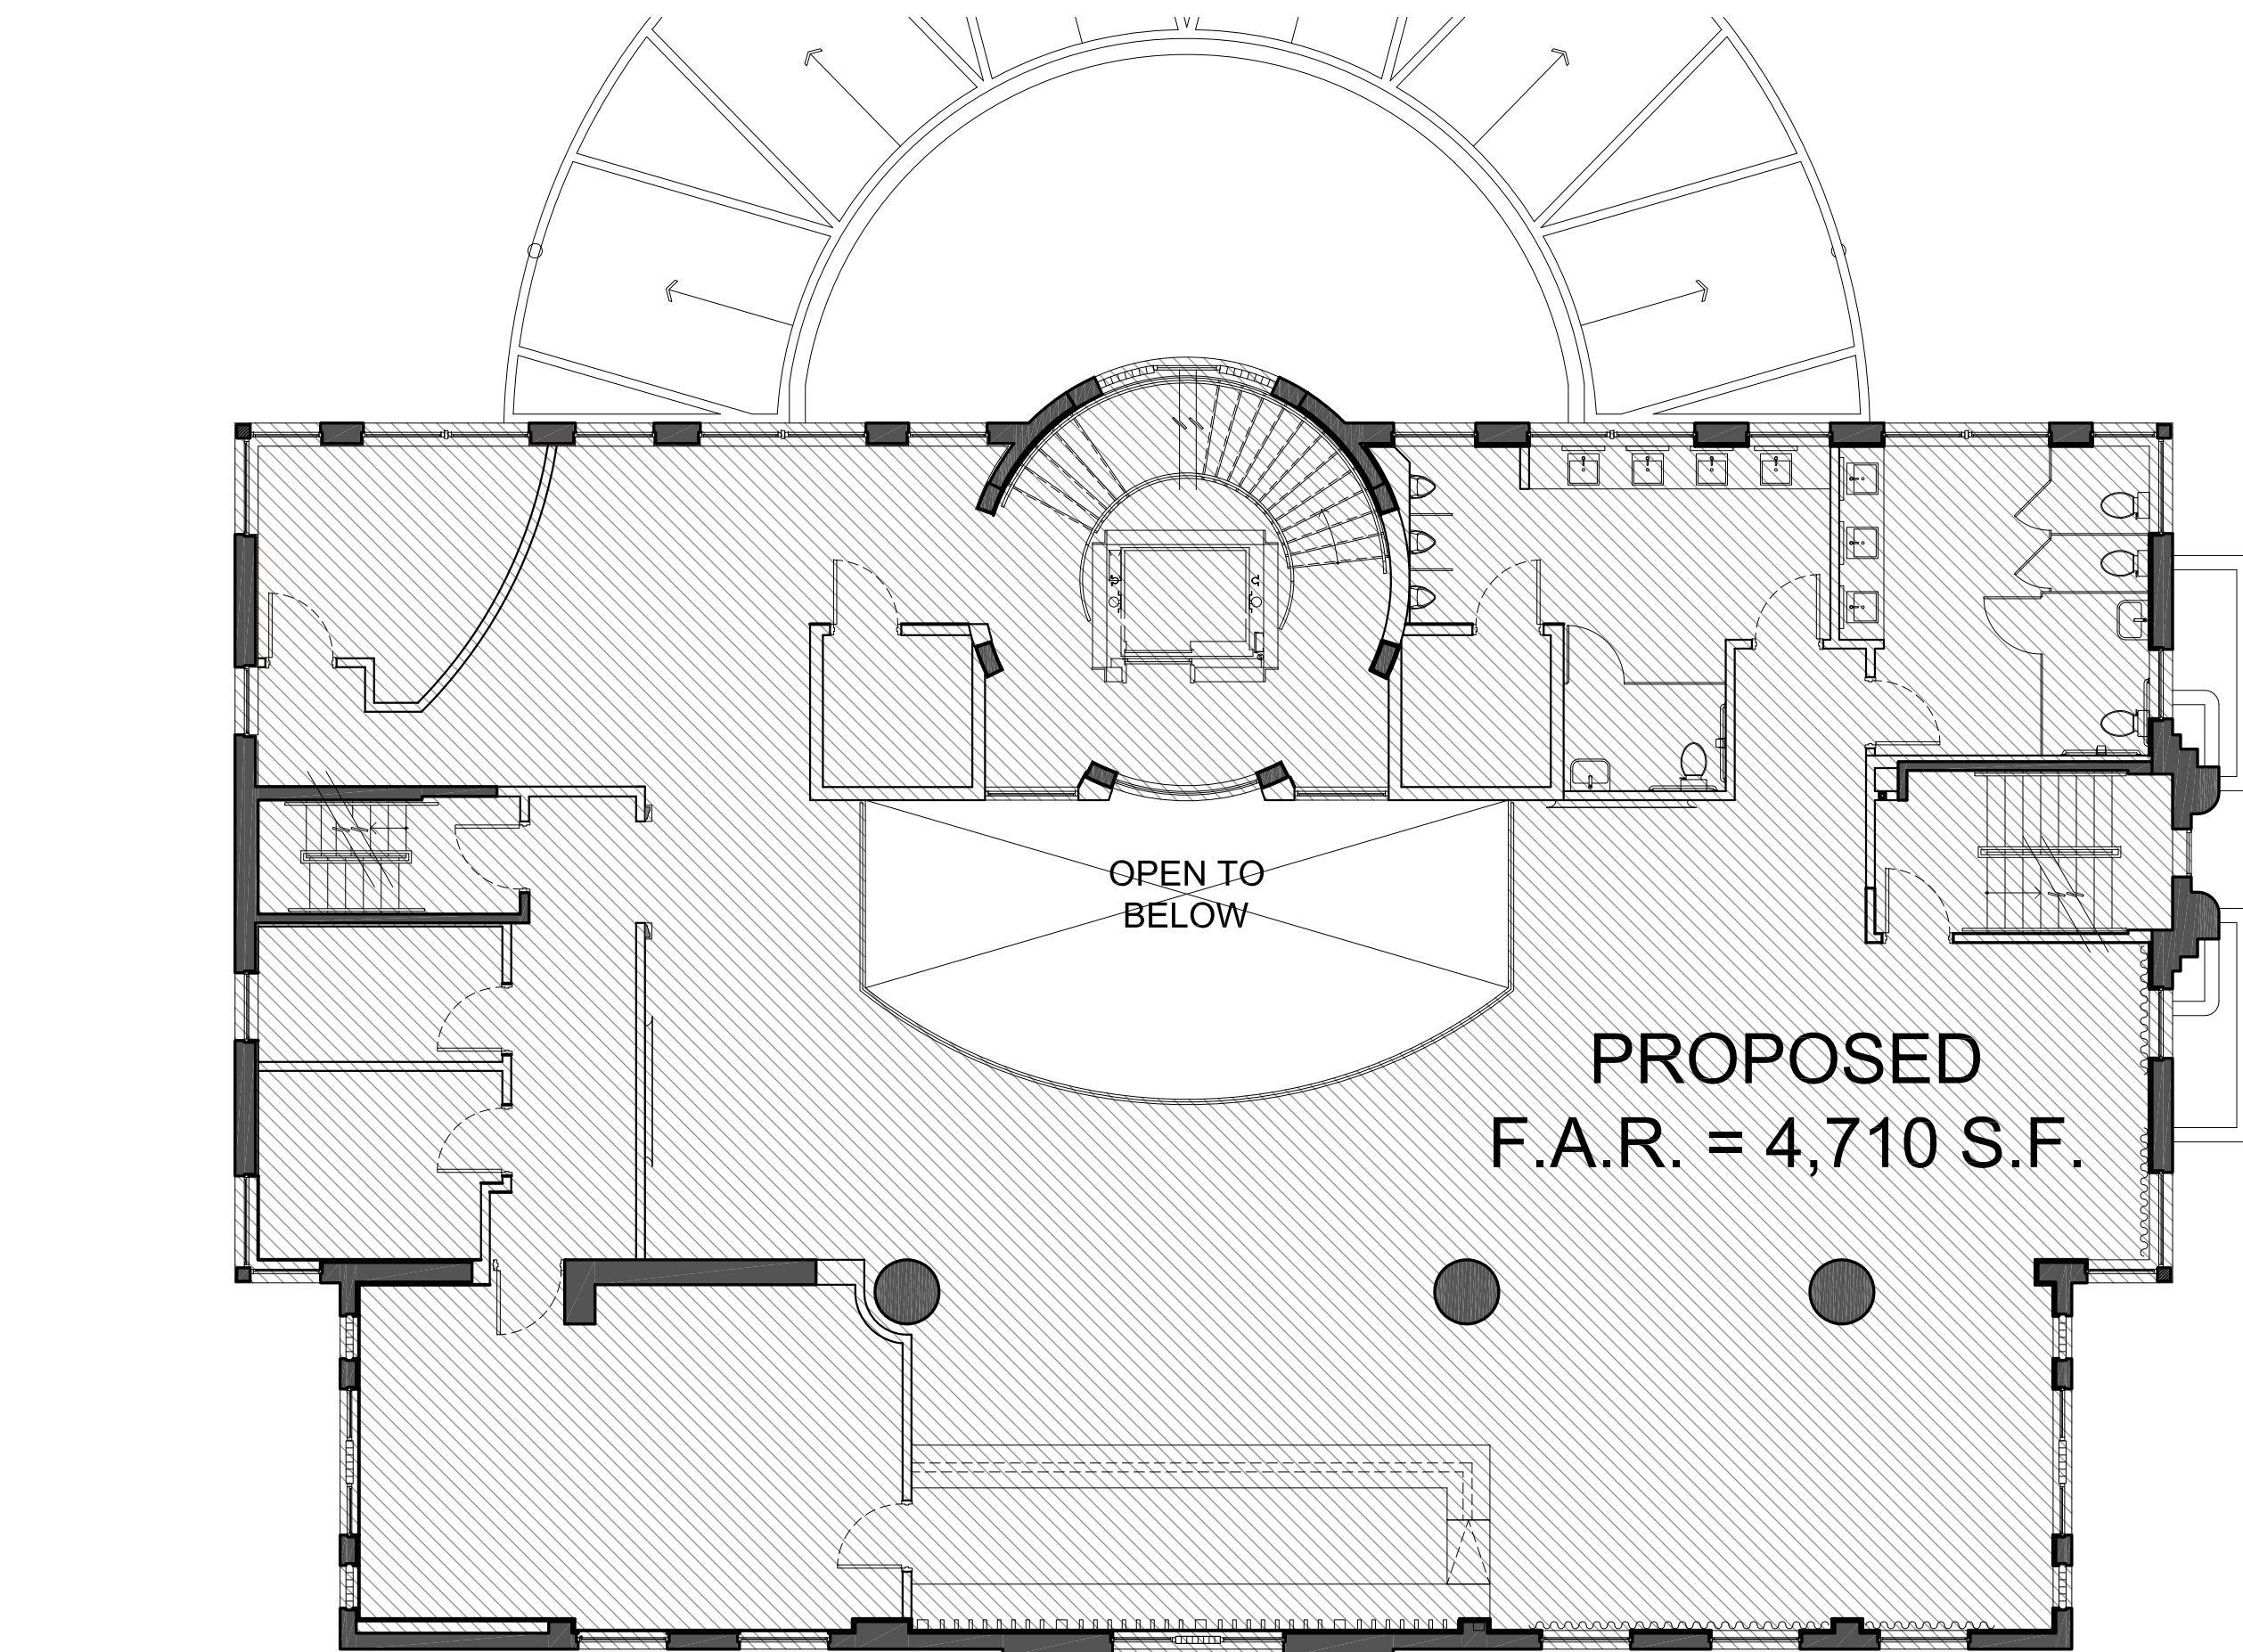 OPEN TO
BELOW
PROPOSED
F.A.R. = 4,710 S.F.